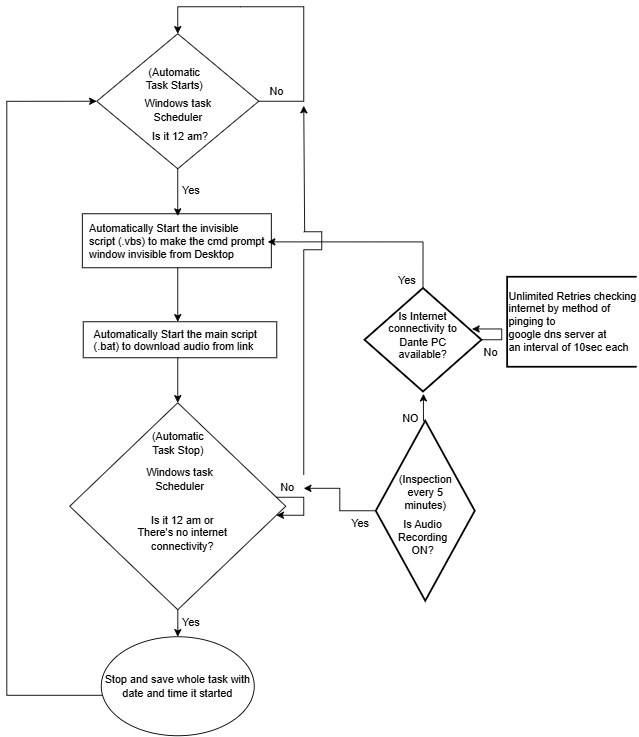 (Automatic
Task Starts)
Windows task
Scheduler
Is it 12 am?
No
Yes
Automatically Start the invisible
script (.vbs) to make the cmd prompt
window invisible from Desktop
Automatically Start the main script
(.bat) to download audio from link
(Automatic
Task Stop)
Windows task
Scheduler
Is it 12 am or
There's no internet
connectivity?
No
Yes
Stop and save whole task with
date and time it started
Yes
Is Internet
connectivity to
Dante PC
available?
No
Unlimited Retries checking
internet by method of
pinging to
google dns server at
an interval of 10sec each
NO
(Inspection
every 5
minutes)
Is Audio
Recording
ON?
Yes